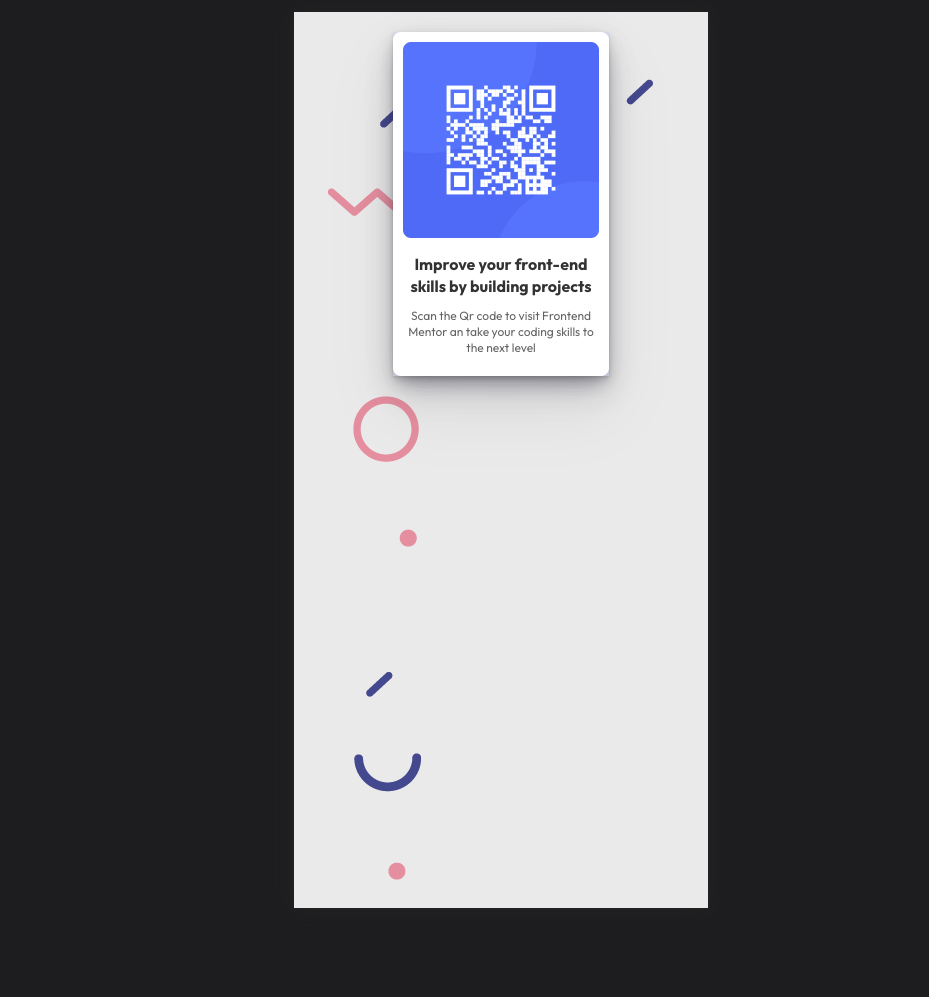 Improve your front-end
skills by building projects
Scan the Qr code to visit Frontend
Mentor an take your coding skills to
the next level